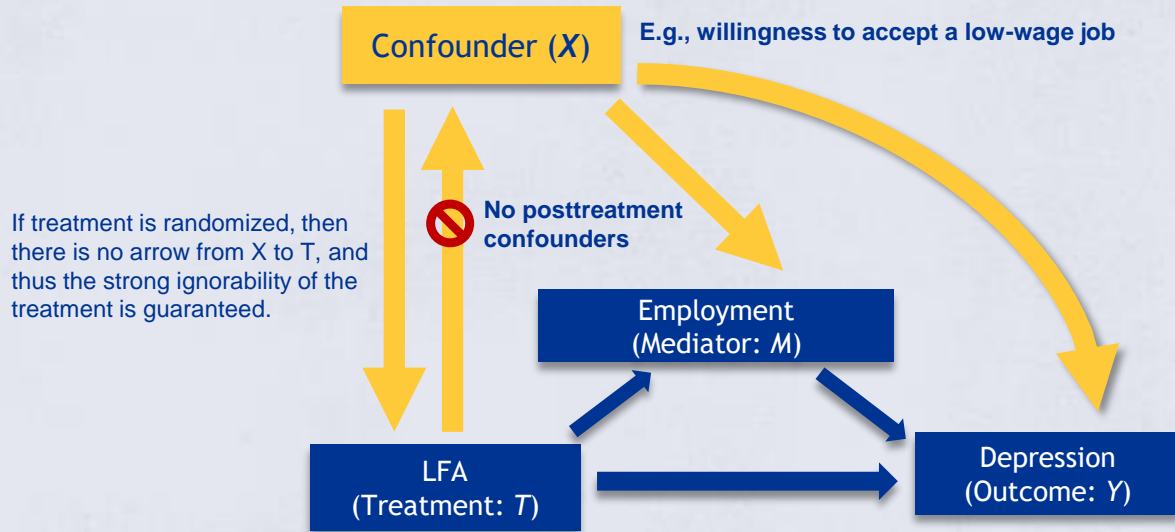 Confounder (X)
E.g., willingness to accept a low-wage job
If treatment is randomized, then
there is no arrow from X to T, and
thus the strong ignorability of the
treatment is guaranteed.
No posttreatment
confounders
Employment
(Mediator: M)
LFA
(Treatment: T)
Depression
(Outcome: Y)